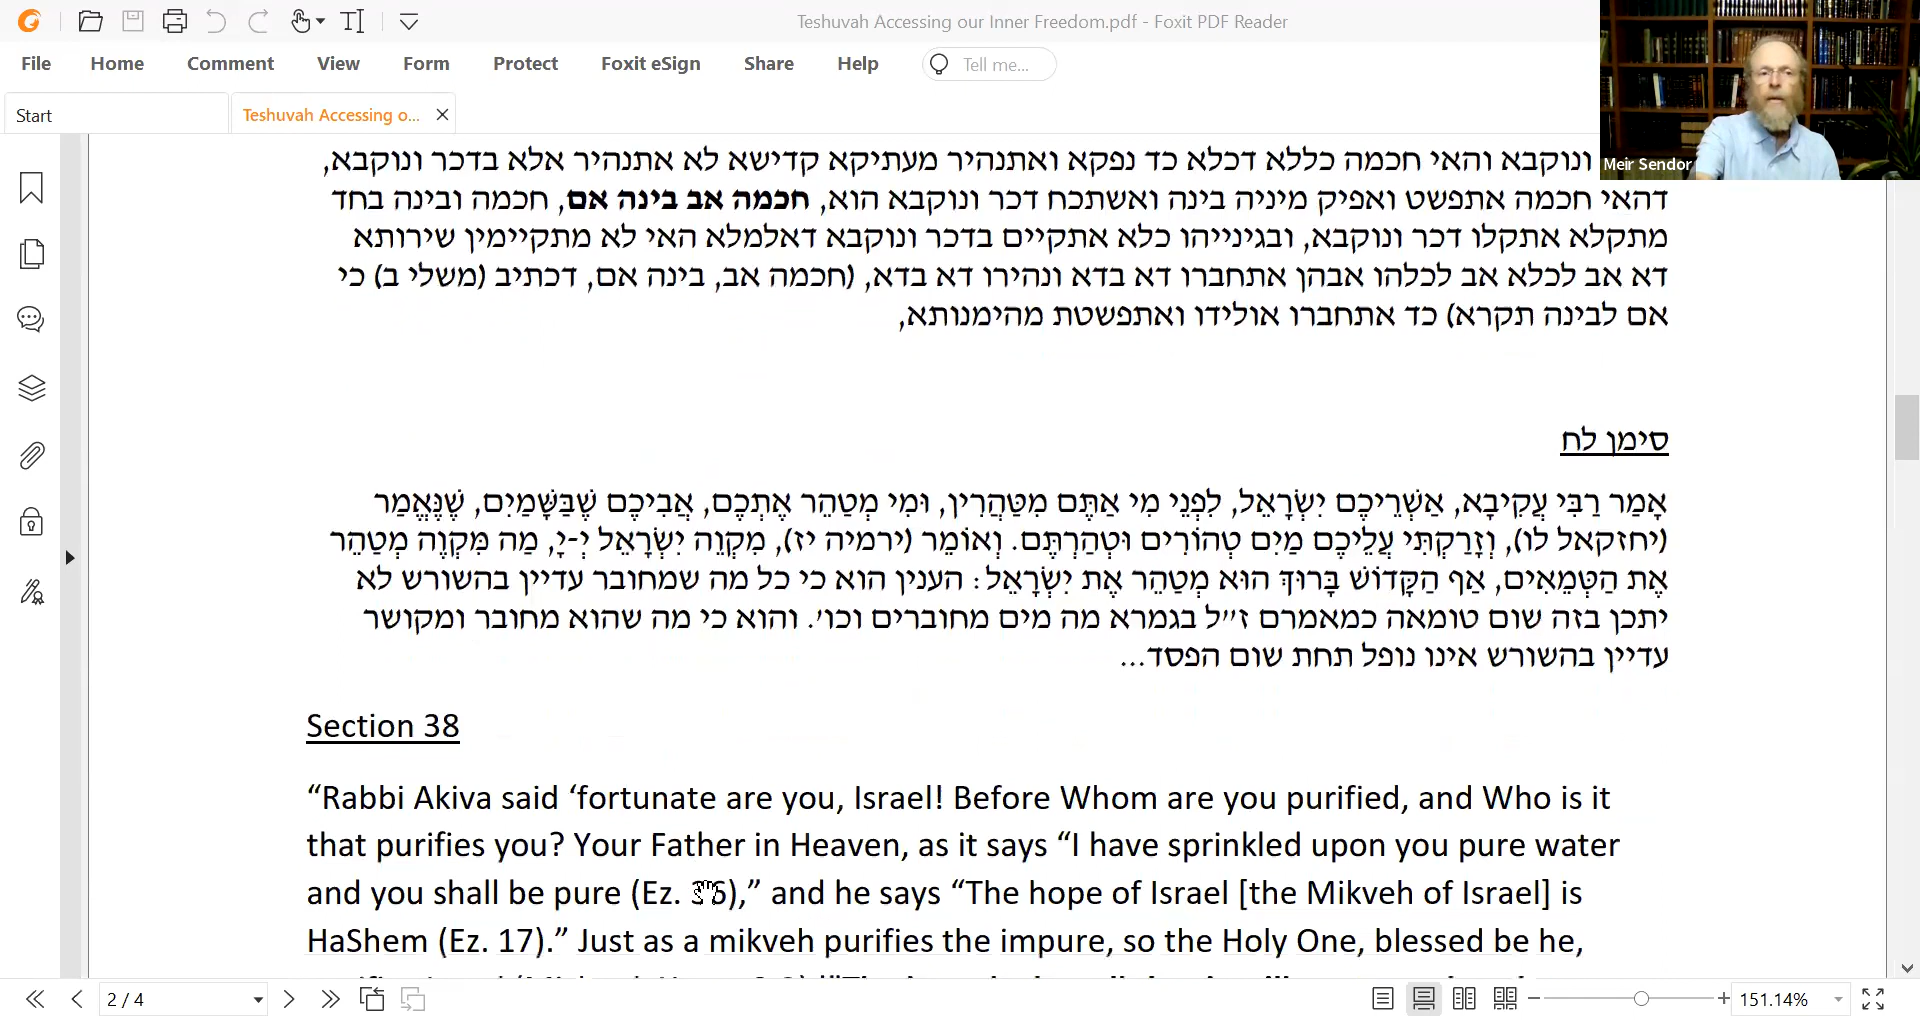 Teshuvah Accessing our Inner Freedom.pdf - Foxit PDF Reader
File Home Comment View Form Protect Foxit eSign Share Help Tell me...
Start Teshuvah Accessing o...
Meir Sendor
ונוקבא והאי חכמה כללא דכלא כד נפקא ואתנהיר מעתיקא קדישא לא אתנהיר אלא בדכר ונוקבא,
דהאי חכמה אתפשט ואפיק מיניה בינה ואשתכח דכר ונוקבא הוא, חכמה אב בינה אם, חכמה ובינה בחד
מתקלא אתקלו דכר ונוקבא, ובגינייהו כלא אתקיים בדכר ונוקבא דאלמלא האי לא מתקיימין שירותא
דא אב לכלא אב לכלהו אבהן אתחברו דא בדא ונהירו דא בדא, (חכמה אב, בינה אם, דכתיב (משלי ב) כי
אם לבינה תקרא) כד אתחברו אולידו ואתפשטת מהימנותא,
סימן לח
אָמַר רַבִּי עֲקִיבָא, אַשְׁרֵיכֶם יִשְׂרָאֵל, לִפְנֵי מִי אַתֶּם מִטַּהֲרִין, וּמִי מְטַהֵר אֶתְכֶם, אֲבִיכֶם שֶׁבַּשָּׁמַיִם, שֶׁנֶּאֱמַר
(יחזקאל לו), וְזָרַקְתִּי עֲלֵיכֶם מַיִם טְהוֹרִים וּטְהַרְתֶּם. וְאוֹמֵר (ירמיה יז), מִקְוֵה יִשְׂרָאֵל יְ-יָ, מַה מִּקְוֶה מְטַהֵר
אֶת הַטְּמֵאִים, אַף הַקָּדוֹשׁ בָּרוּךְ הוּא מְטַהֵר אֶת יִשְׂרָאֵל: הענין הוא כי כל מה שמחובר עדיין בהשורש לא
יתכן בזה שום טומאה כמאמרם ז״ל בגמרא מה מים מחוברים וכו׳. והוא כי מה שהוא מחובר ומקושר
עדיין בהשורש אינו נופל תחת שום הפסד...
Section 38
“Rabbi Akiva said ‘fortunate are you, Israel! Before Whom are you purified, and Who is it
that purifies you? Your Father in Heaven, as it says “I have sprinkled upon you pure water
and you shall be pure (Ez. 36),” and he says “The hope of Israel [the Mikveh of Israel] is
HaShem (Ez. 17).” Just as a mikveh purifies the impure, so the Holy One, blessed be he,
2 / 4
151.14%